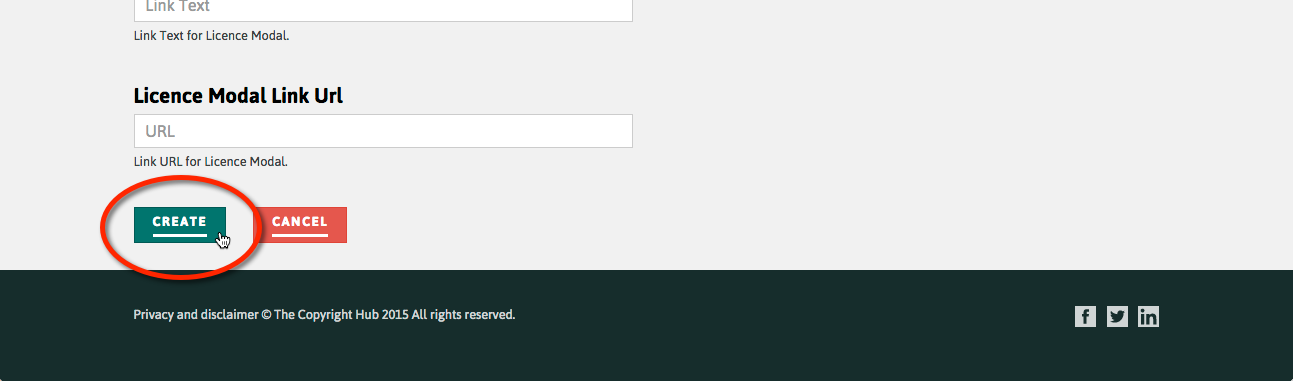 Link Text
Link Text for Licence Modal.
Licence Modal Link Url
URL
Link URL for Licence Modal.
CREATE CANCEL
Privacy and disclaimer © The Copyright Hub 2015 All rights reserved.